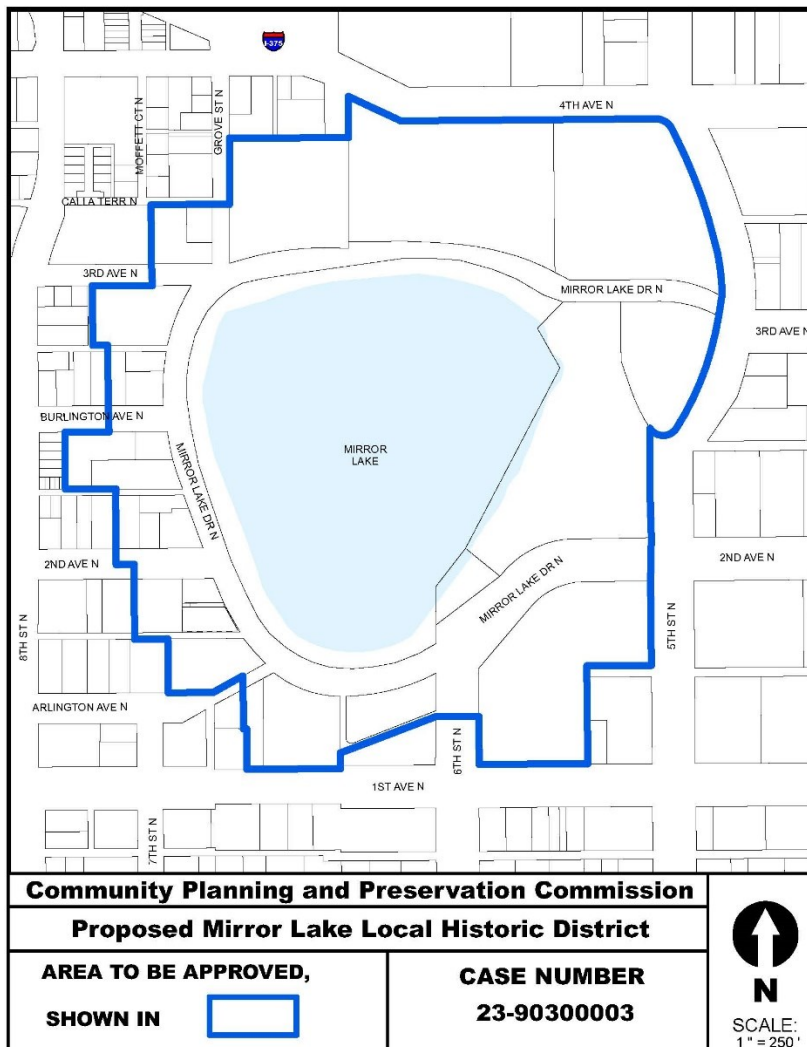 I-375
4TH AVE N
MOFFETT CT N
GROVE ST N
CALLA TERR N
3RD AVE N
MIRROR LAKE DR N
3RD AVE N
BURLINGTON AVE N
MIRROR
LAKE
MIRROR LAKE DR N
2ND AVE N
MIRROR LAKE DR N
2ND AVE N
8TH ST N
5TH ST N
ARLINGTON AVE N
6TH ST N
1ST AVE N
7TH ST N
Community Planning and Preservation Commission
Proposed Mirror Lake Local Historic District
AREA TO BE APPROVED,
SHOWN IN
CASE NUMBER
23-90300003
N
SCALE:
1 " = 250 '